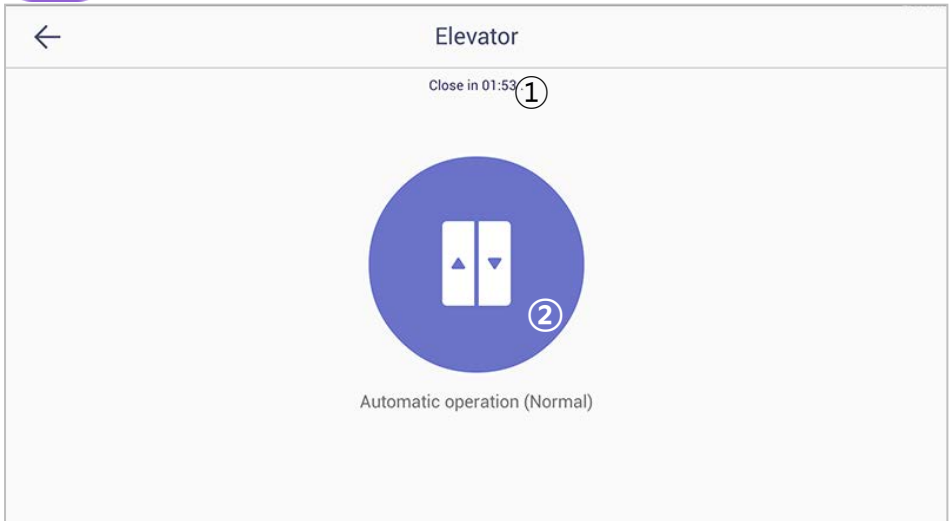 Elevator
Close in 01:53 ①
②
Automatic operation (Normal)